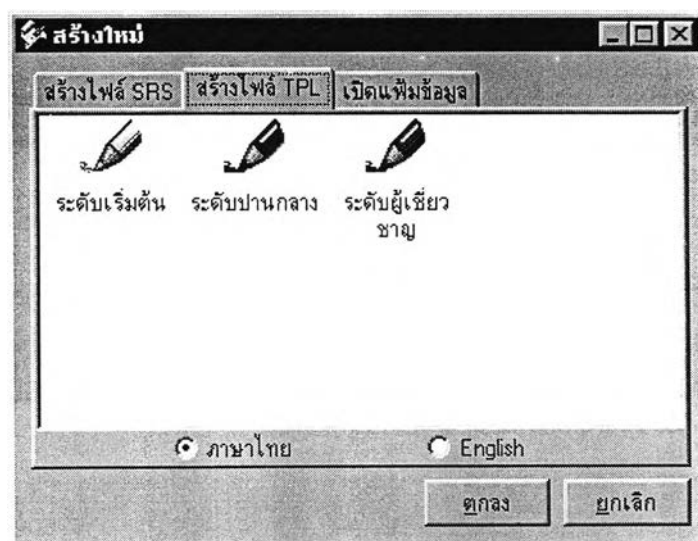 สร้างใหม่
สร้างไฟล์ SRS สร้างไฟล์ TPL เปิดแฟ้มข้อมูล
ระดับเริ่มต้น ระดับปานกลาง ระดับผู้เชี่ยว
ชาญ
ภาษาไทย English
ตกลง ยกเลิก